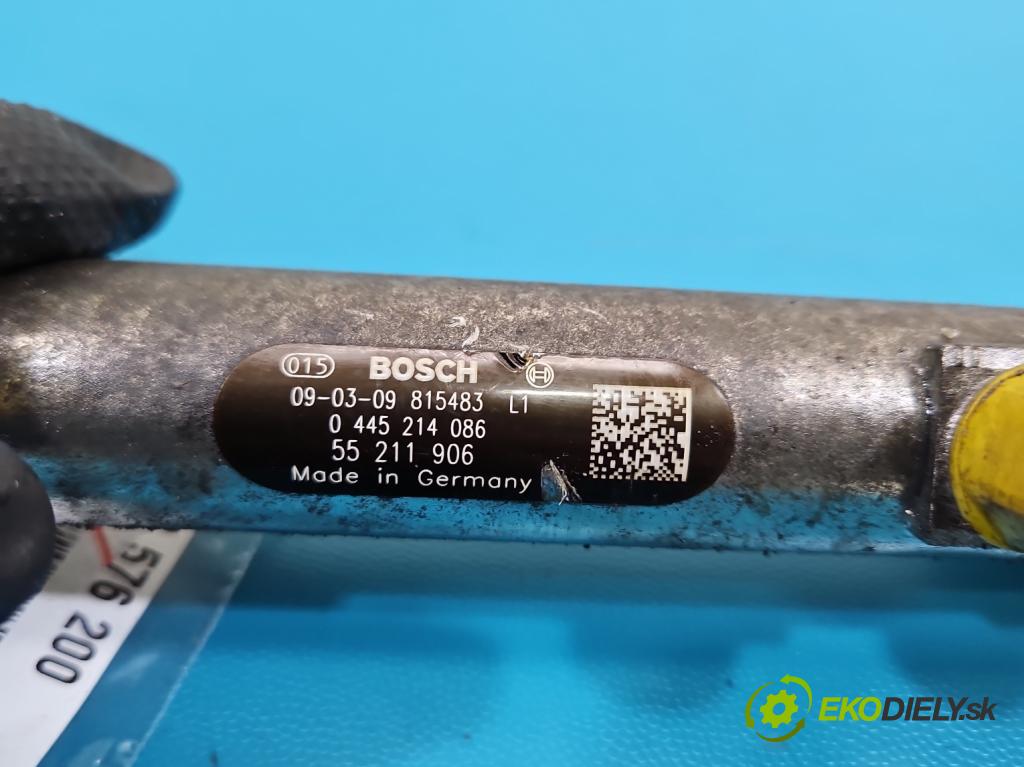 015 BOSCH
09-03-09 815483 L1
0 445 214 086
55 211 906
Made in Germany
576 200
EKODIELY.sk